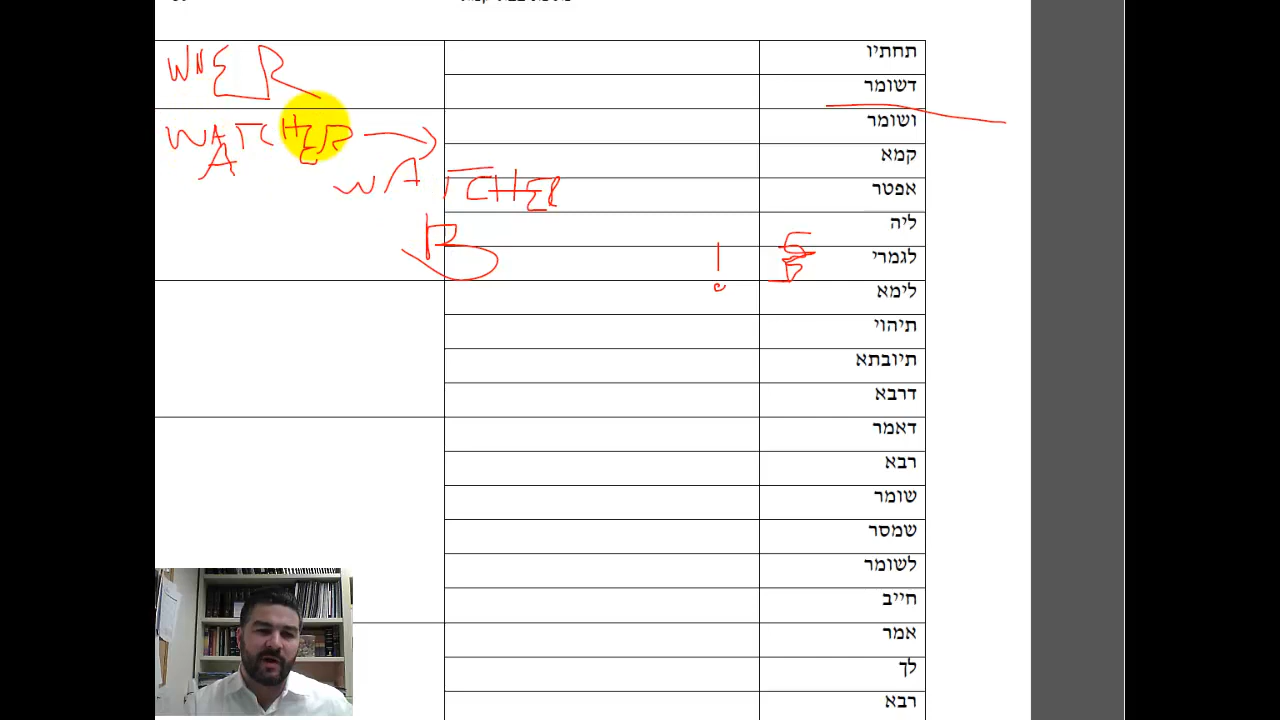 תחתיו
דשומר
ושומר
קמא
אפטר
ליה
לגמרי
לימא
תיהוי
תיובתא
דרבא
דאמר
רבא
שומר
שמסר
לשומר
חייב
אמר
לך
רבא
WNER
WATCHER →
A
WATCHER
B
!